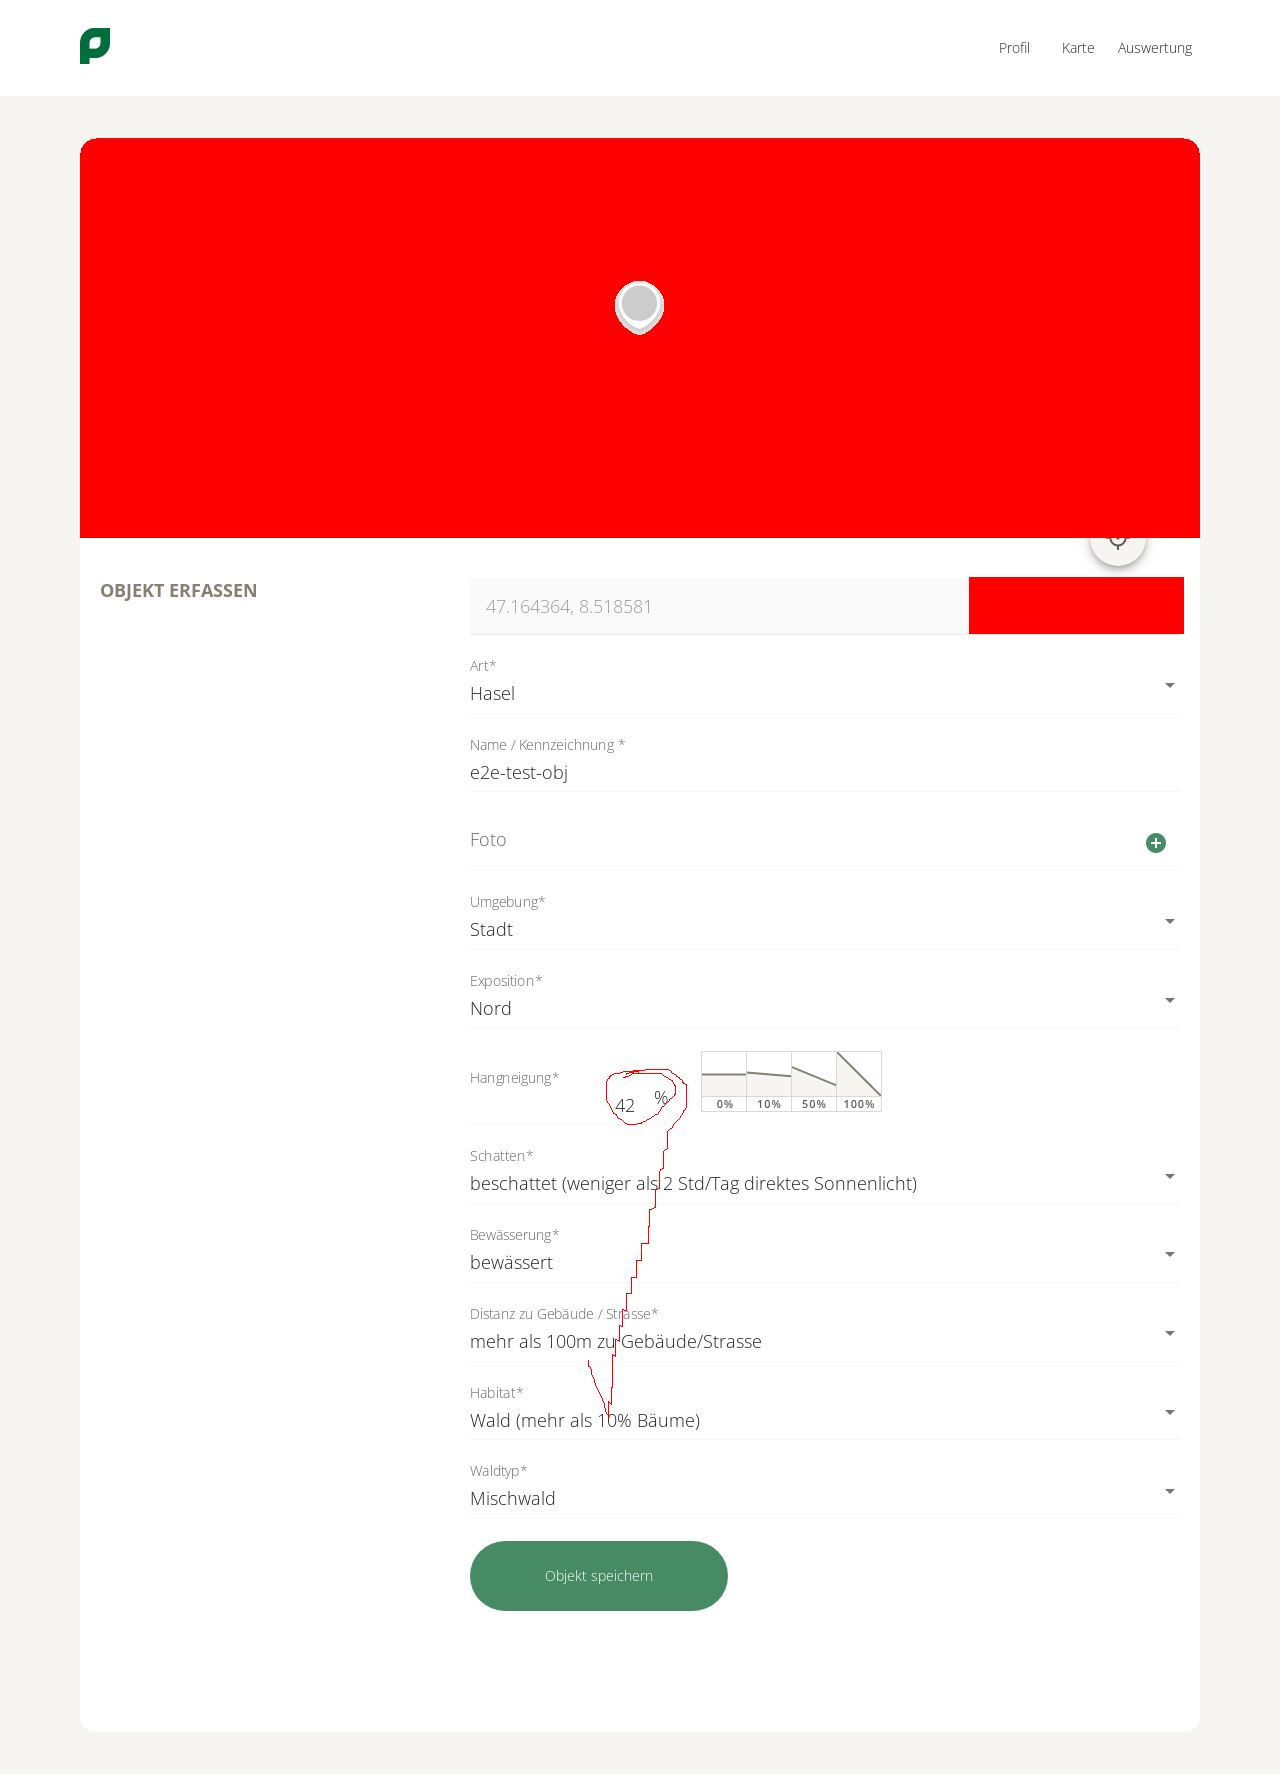 Profil Karte Auswertung
OBJEKT ERFASSEN
47.164364, 8.518581
Art*
Hasel
Name / Kennzeichnung *
e2e-test-obj
Foto
Umgebung*
Stadt
Exposition*
Nord
Hangneigung*
42 %
0% 10% 50% 100%
Schatten*
beschattet (weniger als 2 Std/Tag direktes Sonnenlicht)
Bewässerung*
bewässert
Distanz zu Gebäude / Strasse*
mehr als 100m zu Gebäude/Strasse
Habitat*
Wald (mehr als 10% Bäume)
Waldtyp*
Mischwald
Objekt speichern